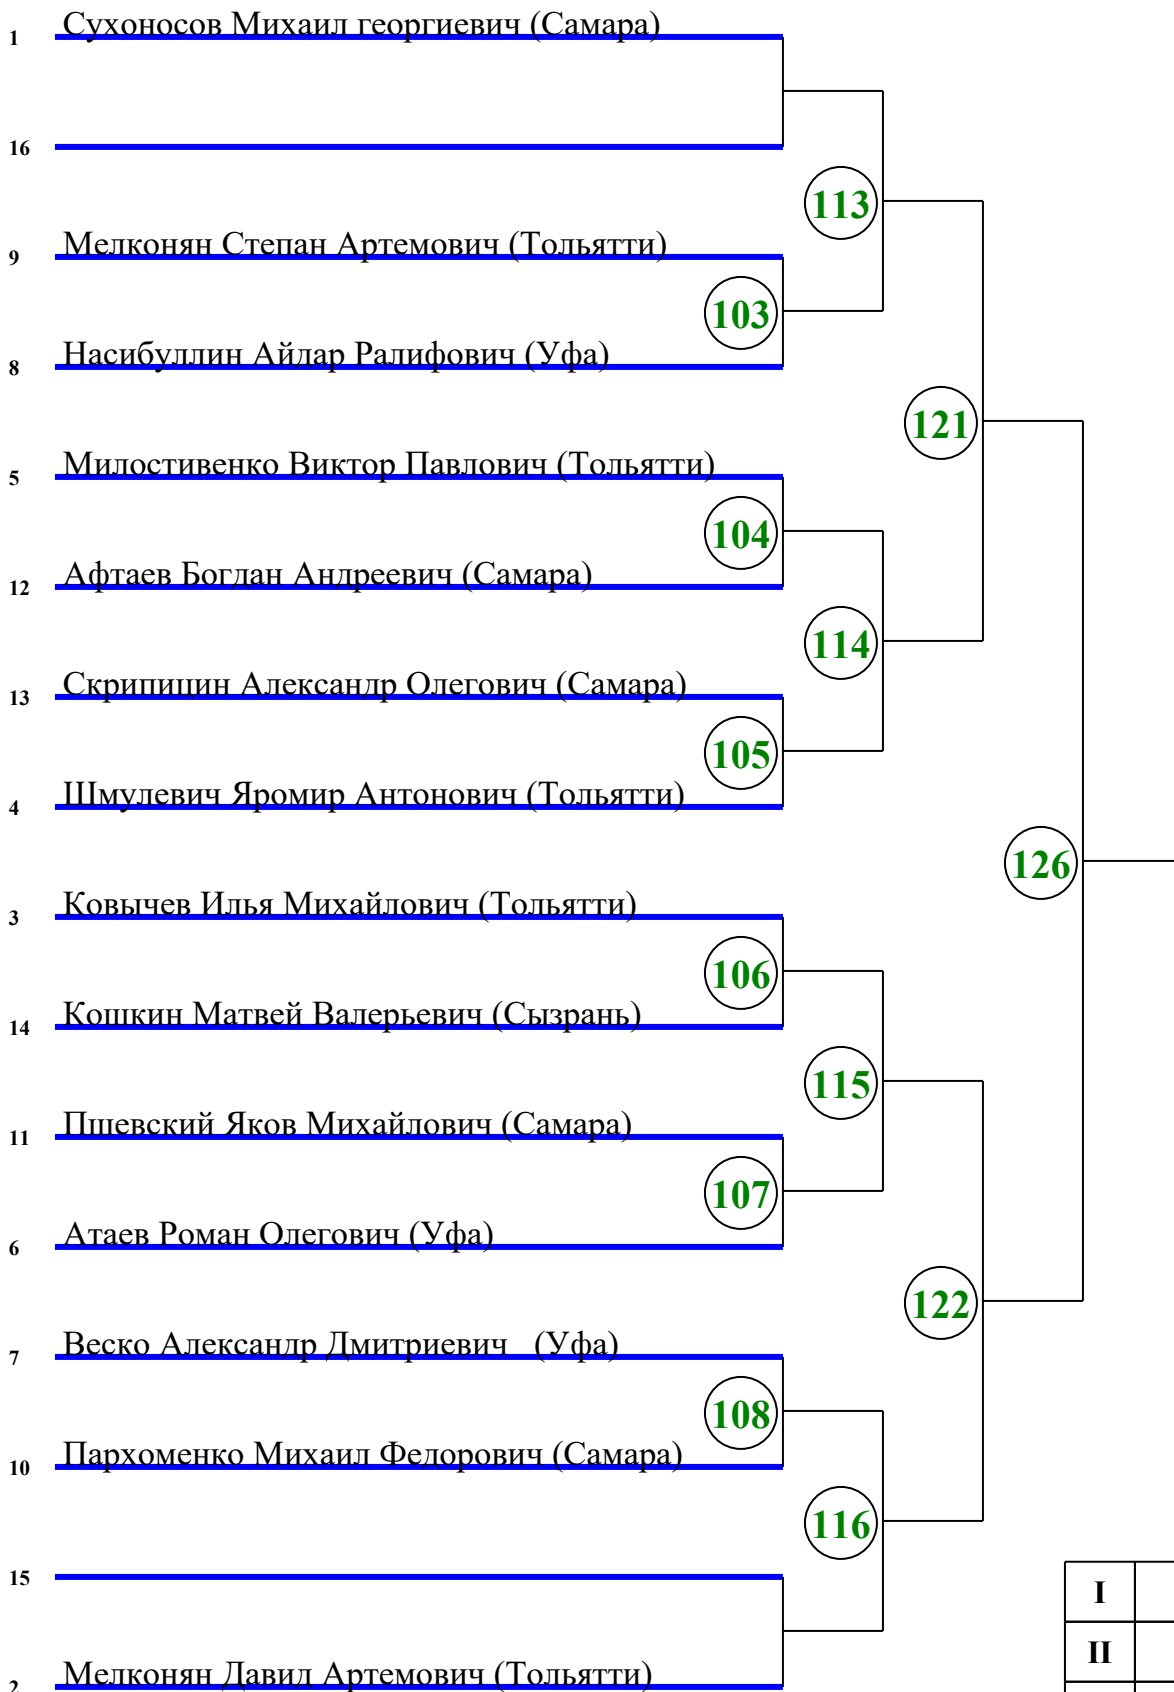 1 Сухоносов Михаил георгиевич (Самара)
16
113
9 Мелконян Степан Артемович (Тольятти)
103
8 Насибуллин Айдар Ралифович (Уфа)
121
5 Милостивенко Виктор Павлович (Тольятти)
104
12 Афтаев Богдан Андреевич (Самара)
114
13 Скрипицин Александр Олегович (Самара)
105
4 Шмулевич Яромир Антонович (Тольятти)
126
3 Ковычев Илья Михайлович (Тольятти)
106
14 Кошкин Матвей Валерьевич (Сызрань)
115
11 Пшевский Яков Михайлович (Самара)
107
6 Атаев Роман Олегович (Уфа)
122
7 Веско Александр Дмитриевич (Уфа)
108
10 Пархоменко Михаил Федорович (Самара)
116
15
I
II
2 Мелконян Давид Артемович (Тольятти)